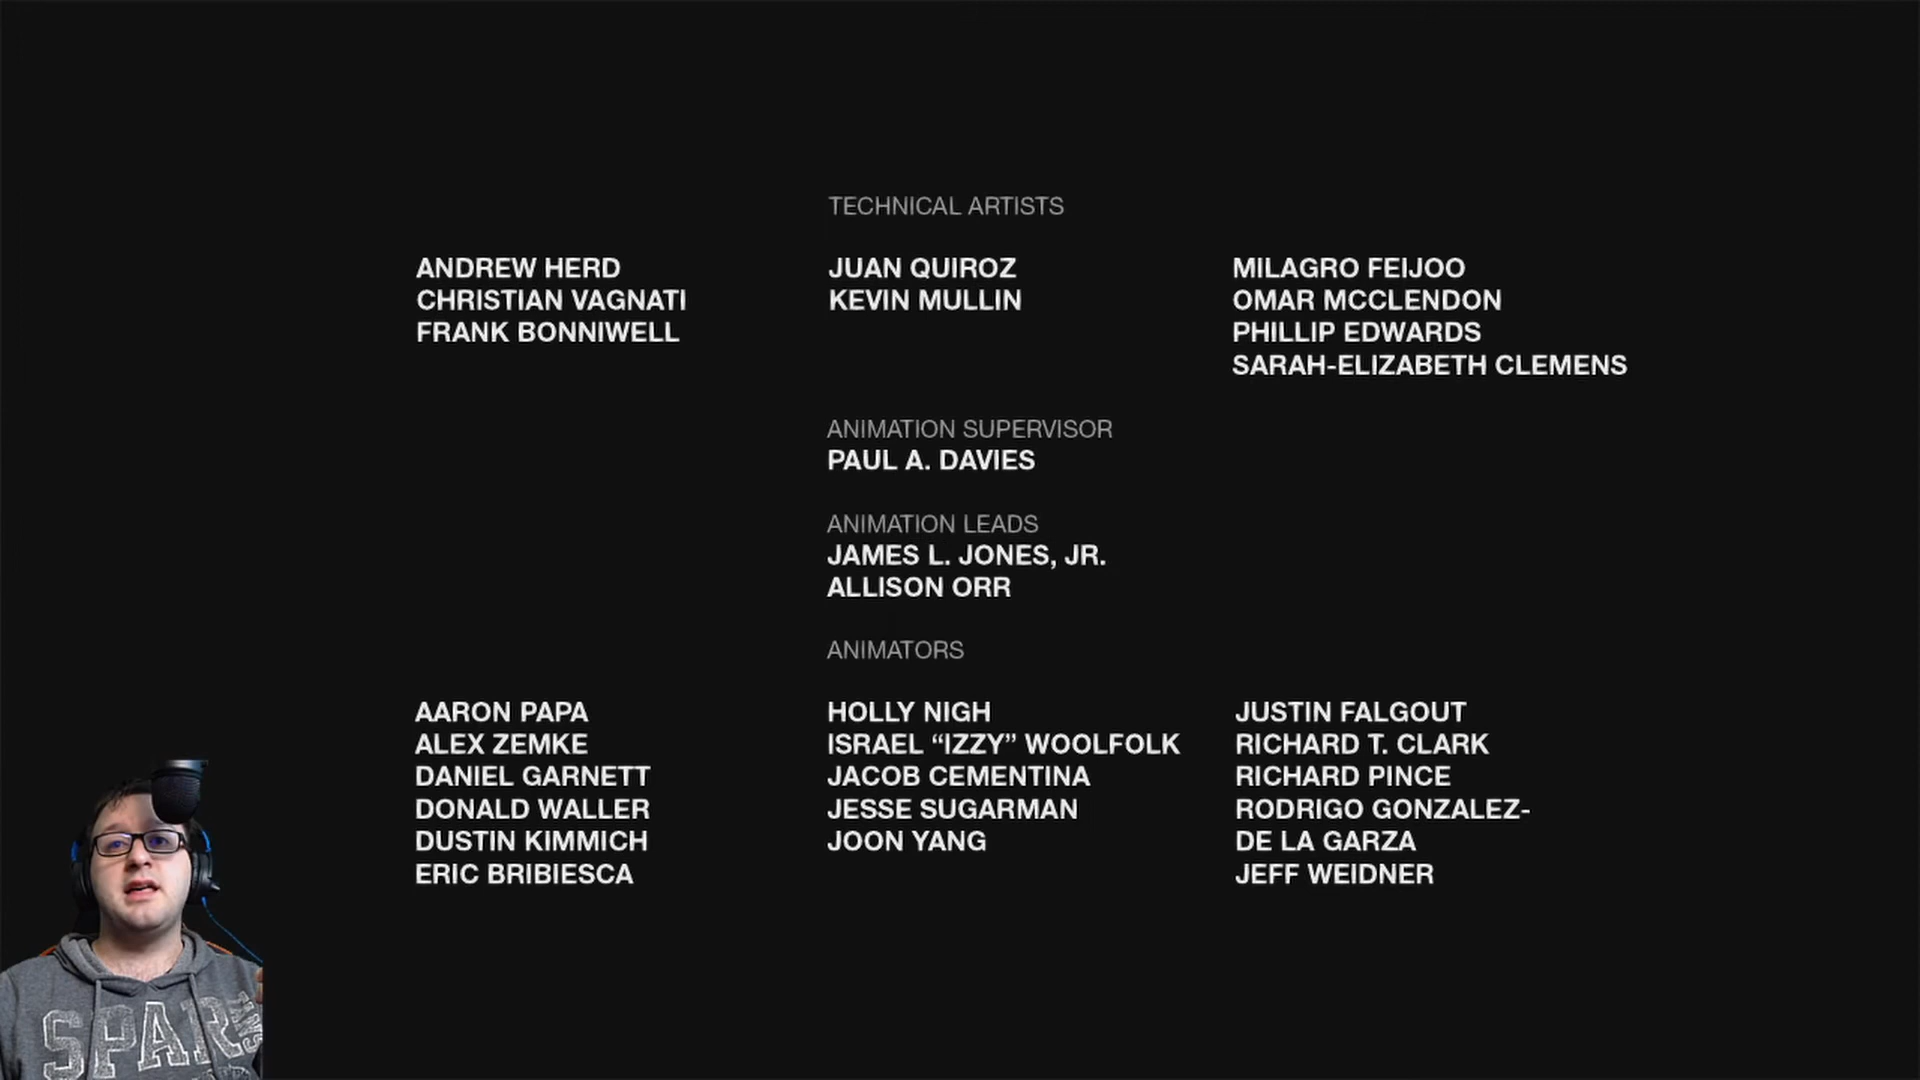 TECHNICAL ARTISTS
ANDREW HERD
CHRISTIAN VAGNATI
FRANK BONNIWELL
JUAN QUIROZ
KEVIN MULLIN
MILAGRO FEIJOO
OMAR MCCLENDON
PHILLIP EDWARDS
SARAH-ELIZABETH CLEMENS
ANIMATION SUPERVISOR
PAUL A. DAVIES
ANIMATION LEADS
JAMES L. JONES, JR.
ALLISON ORR
ANIMATORS
AARON PAPA
ALEX ZEMKE
DANIEL GARNETT
DONALD WALLER
DUSTIN KIMMICH
ERIC BRIBIESCA
HOLLY NIGH
ISRAEL “IZZY” WOOLFOLK
JACOB CEMENTINA
JESSE SUGARMAN
JOON YANG
JUSTIN FALGOUT
RICHARD T. CLARK
RICHARD PINCE
RODRIGO GONZALEZ-
DE LA GARZA
JEFF WEIDNER